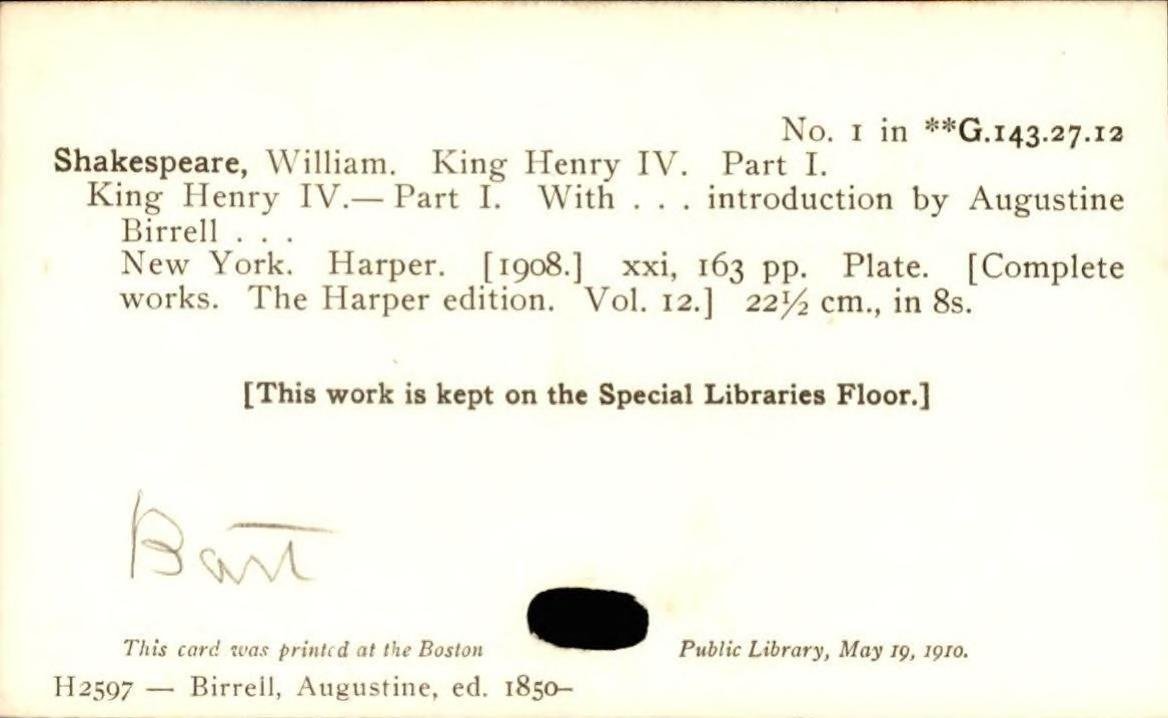 No. 1 in **G.143.27.12
Shakespeare, William. King Henry IV. Part I.
King Henry IV.— Part I. With . . . introduction by Augustine
Birrell . . .
New York. Harper. [1908.] xxi, 163 pp. Plate. [Complete
works. The Harper edition. Vol. 12.] 22½ cm., in 8s.
[This work is kept on the Special Libraries Floor.]
Bart
This card was printed at the Boston Public Library, May 19, 1910.
H2597 — Birrell, Augustine, ed. 1850–